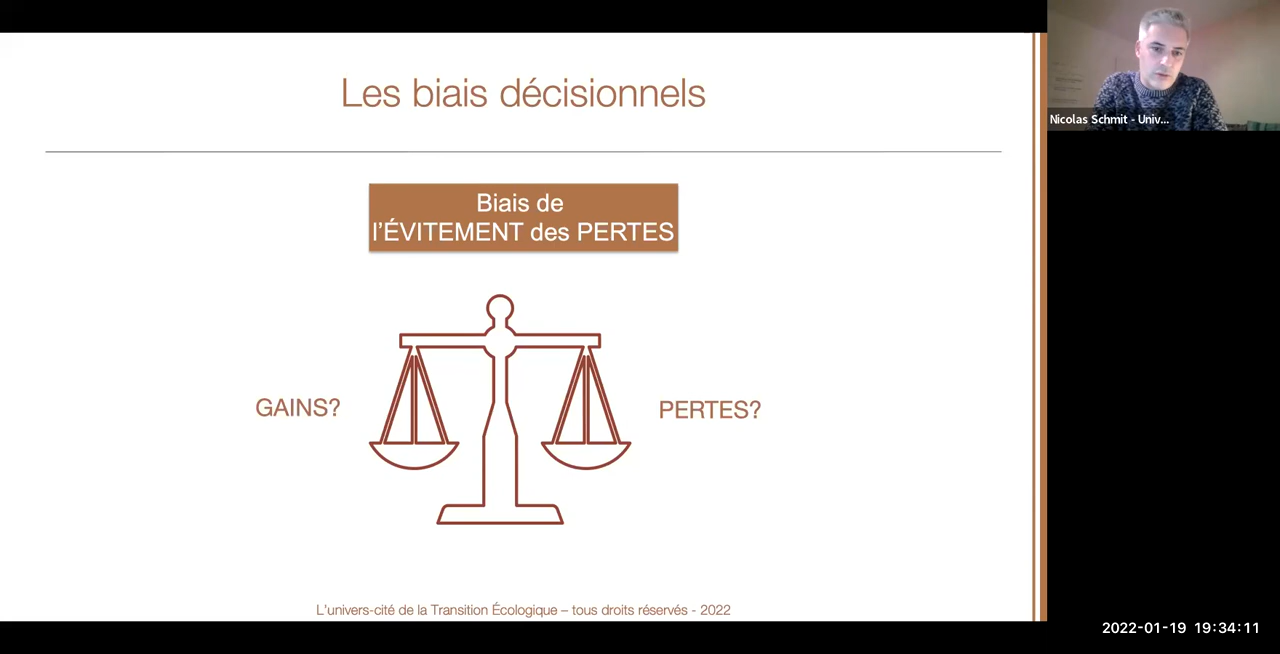 Les biais décisionnels
Biais de
l'ÉVITEMENT des PERTES
GAINS?
PERTES?
L'univers-cité de la Transition Écologique – tous droits réservés - 2022
Nicolas Schmit - Univ...
2022-01-19 19:34:11